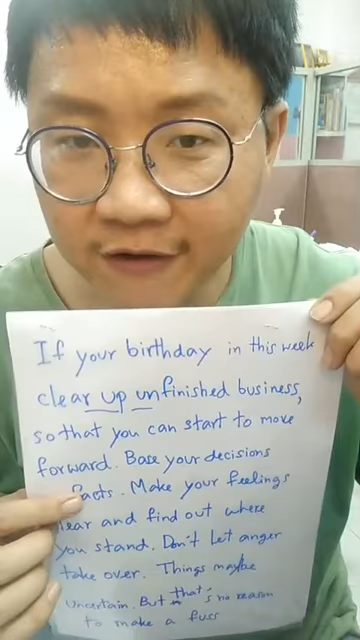 If your birthday in this week
clear up unfinished business,
so that you can start to move
forward. Base your decisions
facts. Make your feelings
lear and find out where
you stand. Don't let anger
take over. Things maybe
uncertain. But that's no reason
to make a fuss